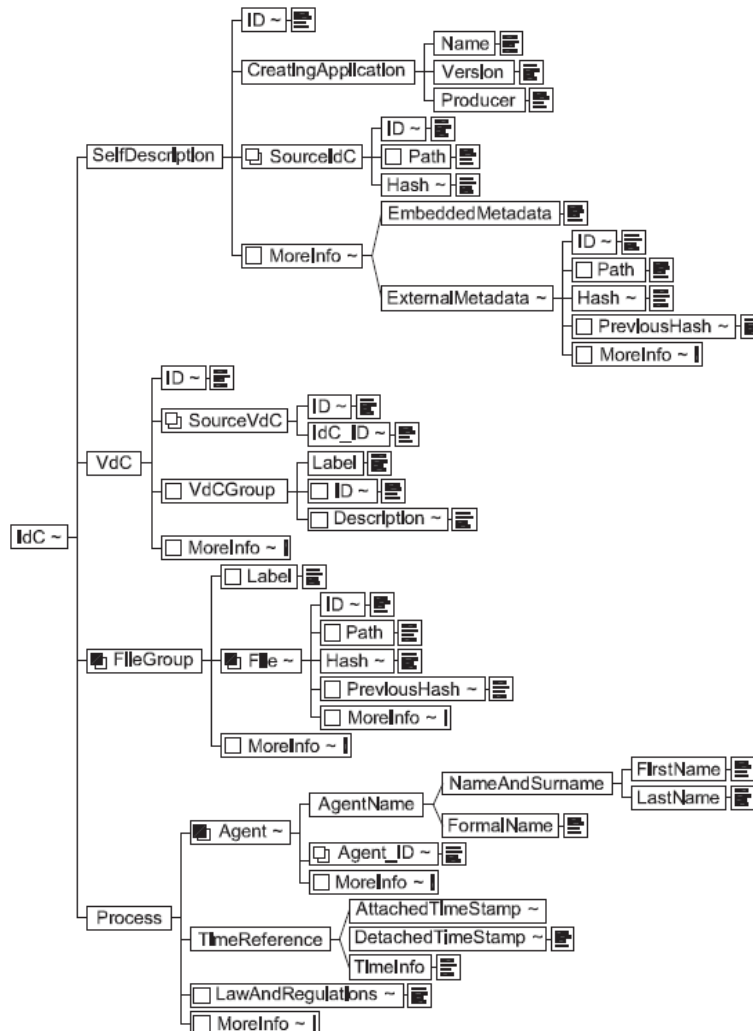 ID ~
CreatingApplication
Name
Version
Producer
SelfDescription
SourceIdC
ID ~
Path
Hash ~
MoreInfo ~
EmbeddedMetadata
ExternalMetadata ~
ID ~
Path
Hash ~
PreviousHash ~
MoreInfo ~
IdC ~
VdC
ID ~
SourceVdC
ID ~
IdC_ID ~
VdCGroup
Label
ID ~
Description ~
MoreInfo ~
FileGroup
Label
File ~
ID ~
Path
Hash ~
PreviousHash ~
MoreInfo ~
MoreInfo ~
Process
Agent ~
AgentName
NameAndSurname
FirstName
LastName
FormalName
Agent_ID ~
MoreInfo ~
TimeReference
AttachedTimeStamp ~
DetachedTimeStamp ~
TimeInfo
LawAndRegulations ~
MoreInfo ~